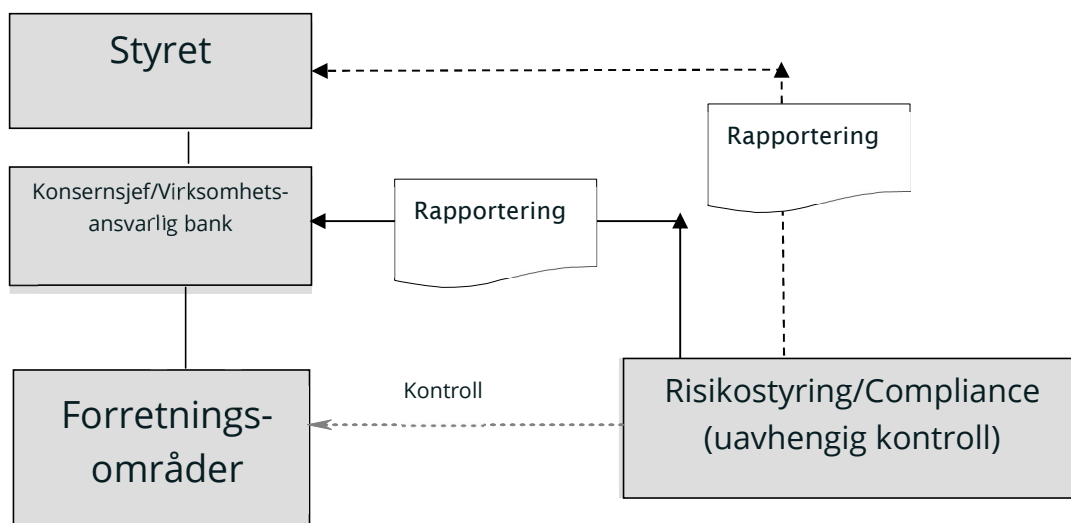 Styret
Rapportering
Konsernsjef/Virksomhets-
ansvarlig bank
Rapportering
Forretnings-
områder
Kontroll
Risikostyring/Compliance
(uavhengig kontroll)